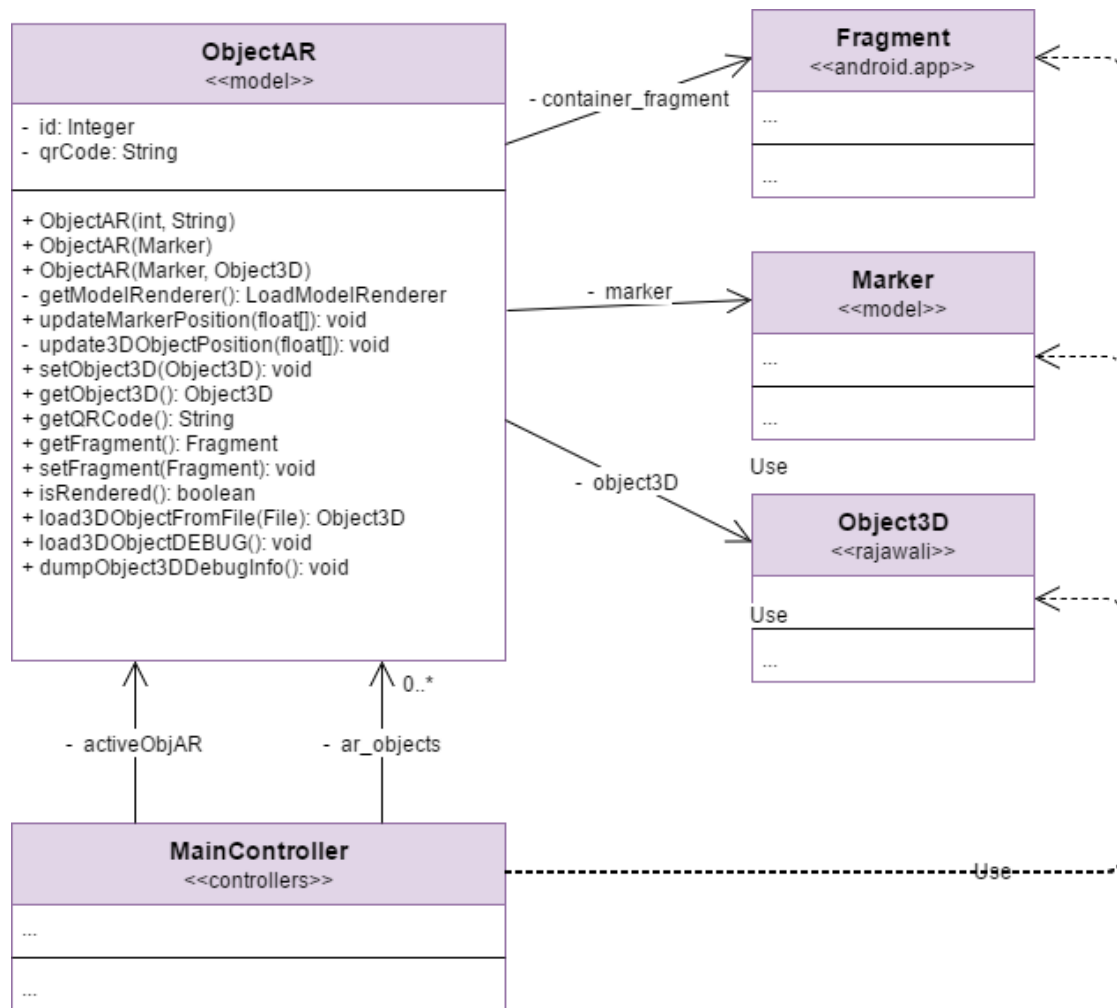 ObjectAR
<<model>>
- id: Integer
- qrCode: String
+ ObjectAR(int, String)
+ ObjectAR(Marker)
+ ObjectAR(Marker, Object3D)
- getModelRenderer(): LoadModelRenderer
+ updateMarkerPosition(float[]): void
- update3DObjectPosition(float[]): void
+ setObject3D(Object3D): void
+ getObject3D(): Object3D
+ getQRCode(): String
+ getFragment(): Fragment
+ setFragment(Fragment): void
+ isRendered(): boolean
+ load3DObjectFromFile(File): Object3D
+ load3DObjectDEBUG(): void
+ dumpObject3DDebugInfo(): void
- container_fragment
Fragment
<<android.app>>
...
...
- marker
Marker
<<model>>
...
...
Use
- object3D
Object3D
<<rajawali>>
Use
...
0..*
- activeObjAR
- ar_objects
MainController
<<controllers>>
...
...
Use